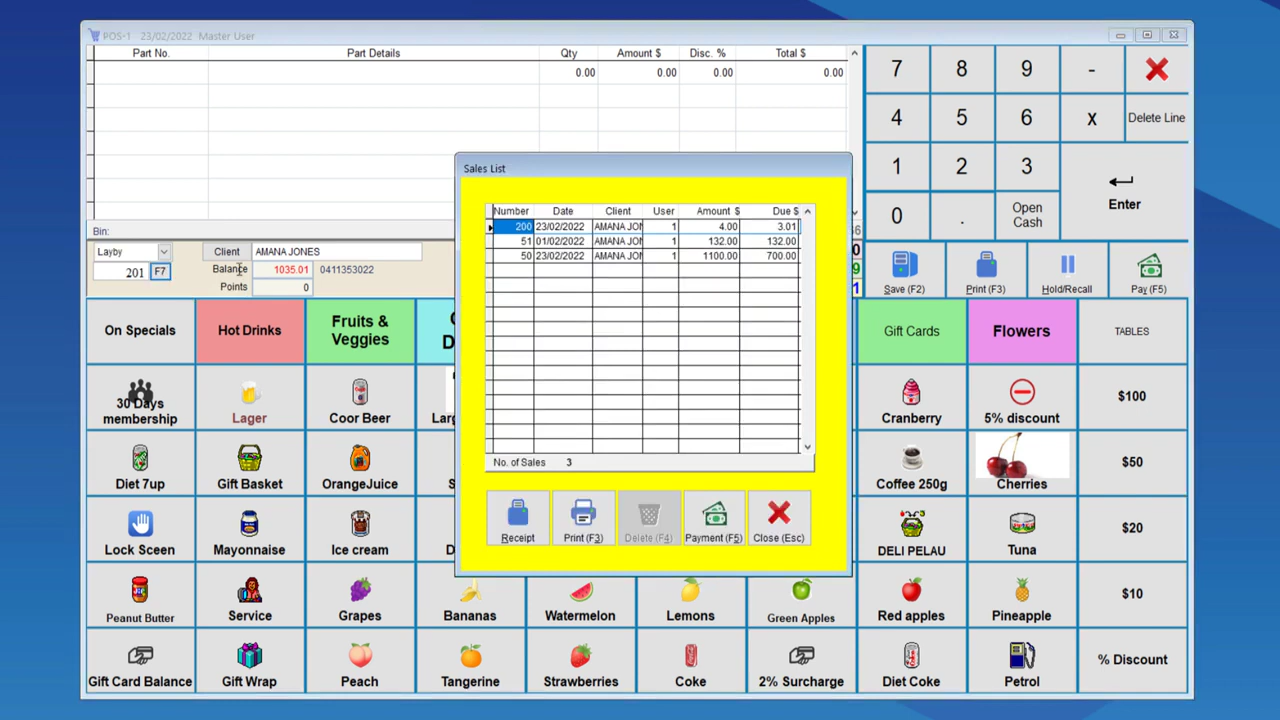 POS-1 23/02/2022 Master User
Part No. Part Details Qty Amount $ Disc. % Total $
0.00 0.00 0.00 0.00
Bin:
Layby Client AMANA JONES
201 F7 Balance 1035.01 0411353022
Points 0
7 8 9 -
4 5 6 x Delete Line
1 2 3 Enter
0 . Open Cash
Save (F2) Print (F3) Hold/Recall Pay (F5)
Sales List
Number Date Client User Amount $ Due $
200 23/02/2022 AMANA JON 1 4.00 3.01
51 01/02/2022 AMANA JON 1 132.00 132.00
50 23/02/2022 AMANA JON 1 1100.00 700.00
No. of Sales 3
Receipt Print (F3) Delete (F4) Payment (F5) Close (Esc)
On Specials Hot Drinks Fruits & Veggies Gift Cards Flowers TABLES
30 Days membership Lager Coor Beer Cranberry 5% discount $100
Diet 7up Gift Basket OrangeJuice Coffee 250g Cherries $50
Lock Sceen Mayonnaise Ice cream DELI PELAU Tuna $20
Peanut Butter Service Grapes Bananas Watermelon Lemons Green Apples Red apples Pineapple $10
Gift Card Balance Gift Wrap Peach Tangerine Strawberries Coke 2% Surcharge Diet Coke Petrol % Discount